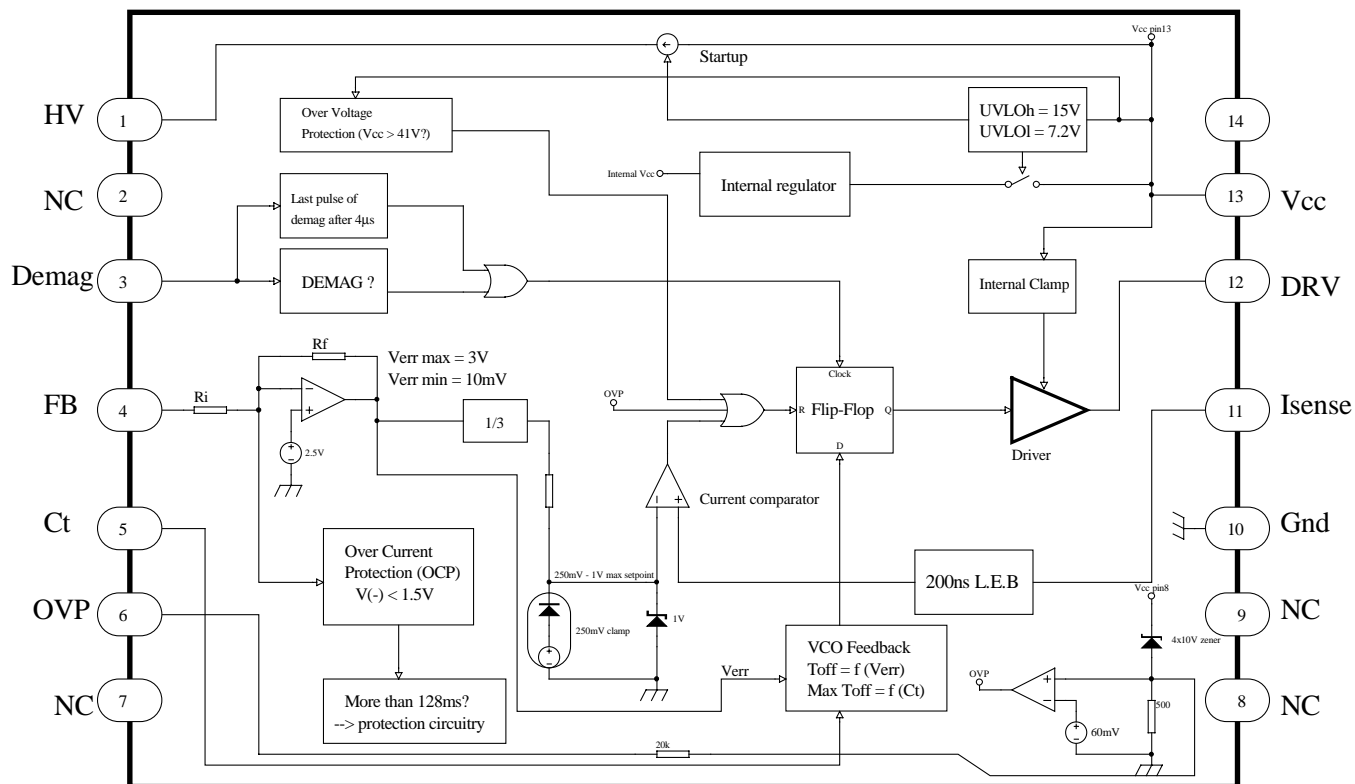 Vcc pin13
Startup
HV
1
Over Voltage
Protection (Vcc > 41V?)
UVLOh = 15V
UVLOl = 7.2V
14
NC
2
Last pulse of
demag after 4µs
Internal Vcc
Internal regulator
13
Vcc
Demag
3
DEMAG ?
Internal Clamp
12
DRV
Rf
Verr max = 3V
Verr min = 10mV
FB
4
Ri
2.5V
1/3
OVP
Clock
R
Flip-Flop
Q
D
Driver
11
Isense
Current comparator
Ct
5
Over Current
Protection (OCP)
V(-) < 1.5V
250mV - 1V max setpoint
250mV clamp
1V
200ns L.E.B
10
Gnd
OVP
6
Vcc pin8
4x10V zener
9
NC
Verr
VCO Feedback
Toff = f (Verr)
Max Toff = f (Ct)
OVP
60mV
500
NC
7
More than 128ms?
--> protection circuitry
20k
8
NC